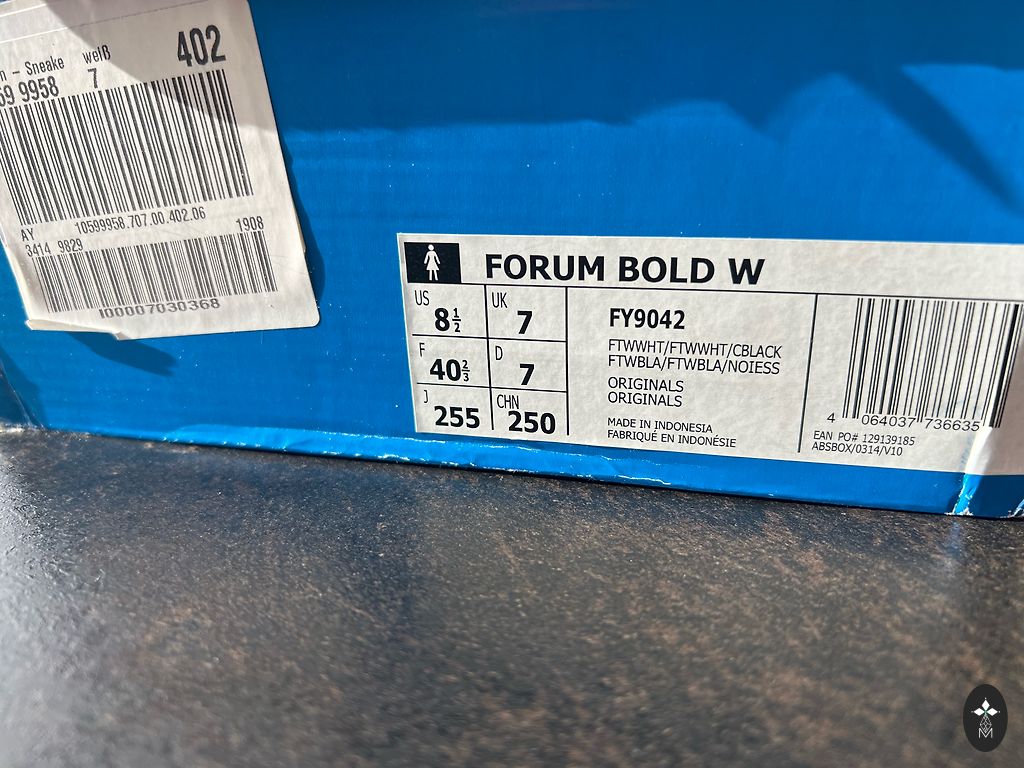 402
weiß
n - Sneake
7
59 9958
AY
10599958.707.00.402.06
1908
3414 9829
I00007030368
FORUM BOLD W
US
8½
UK
7
F
40⅔
D
7
J
255
CHN
250
FY9042
FTWWHT/FTWWHT/CBLACK
FTWBLA/FTWBLA/NOIESS
ORIGINALS
ORIGINALS
MADE IN INDONESIA
FABRIQUÉ EN INDONÉSIE
4 064037 736635
EAN PO# 129139185
ABSBOX/0314/V10
M